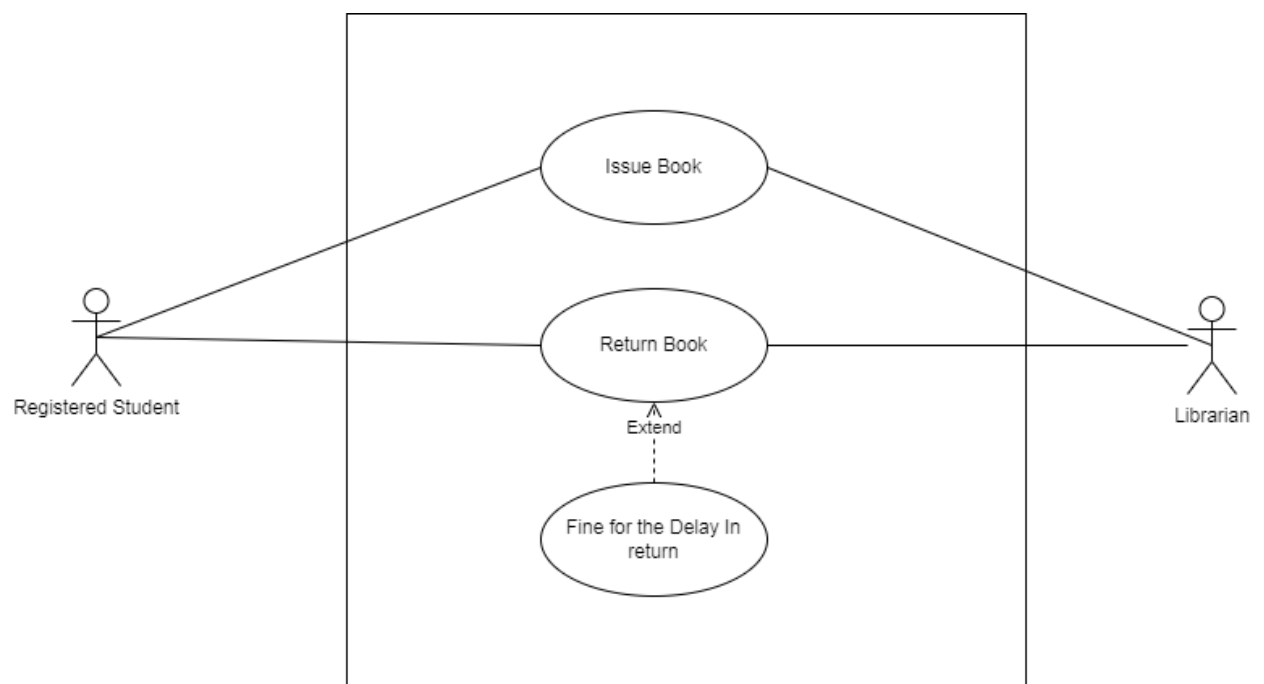 Issue Book
Return Book
Registered Student
Librarian
Extend
Fine for the Delay In
return